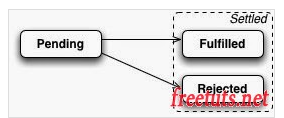 Settled
Pending
Fulfilled
Rejected
freetuts.net